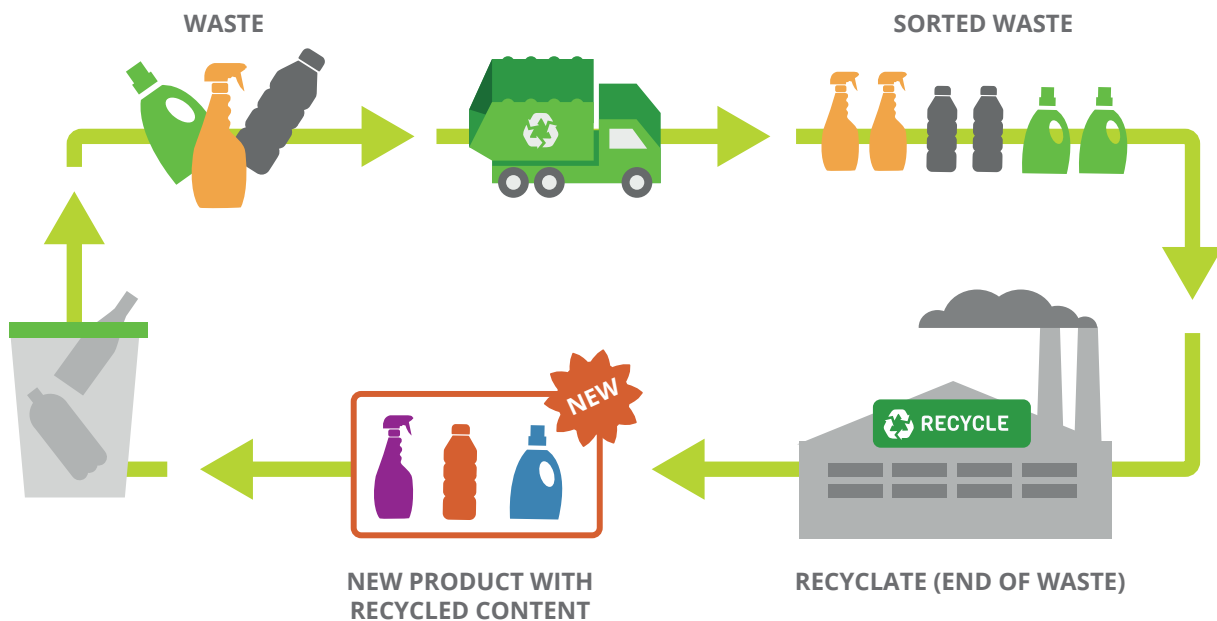 WASTE
SORTED WASTE
NEW
RECYCLE
NEW PRODUCT WITH
RECYCLED CONTENT
RECYCLATE (END OF WASTE)